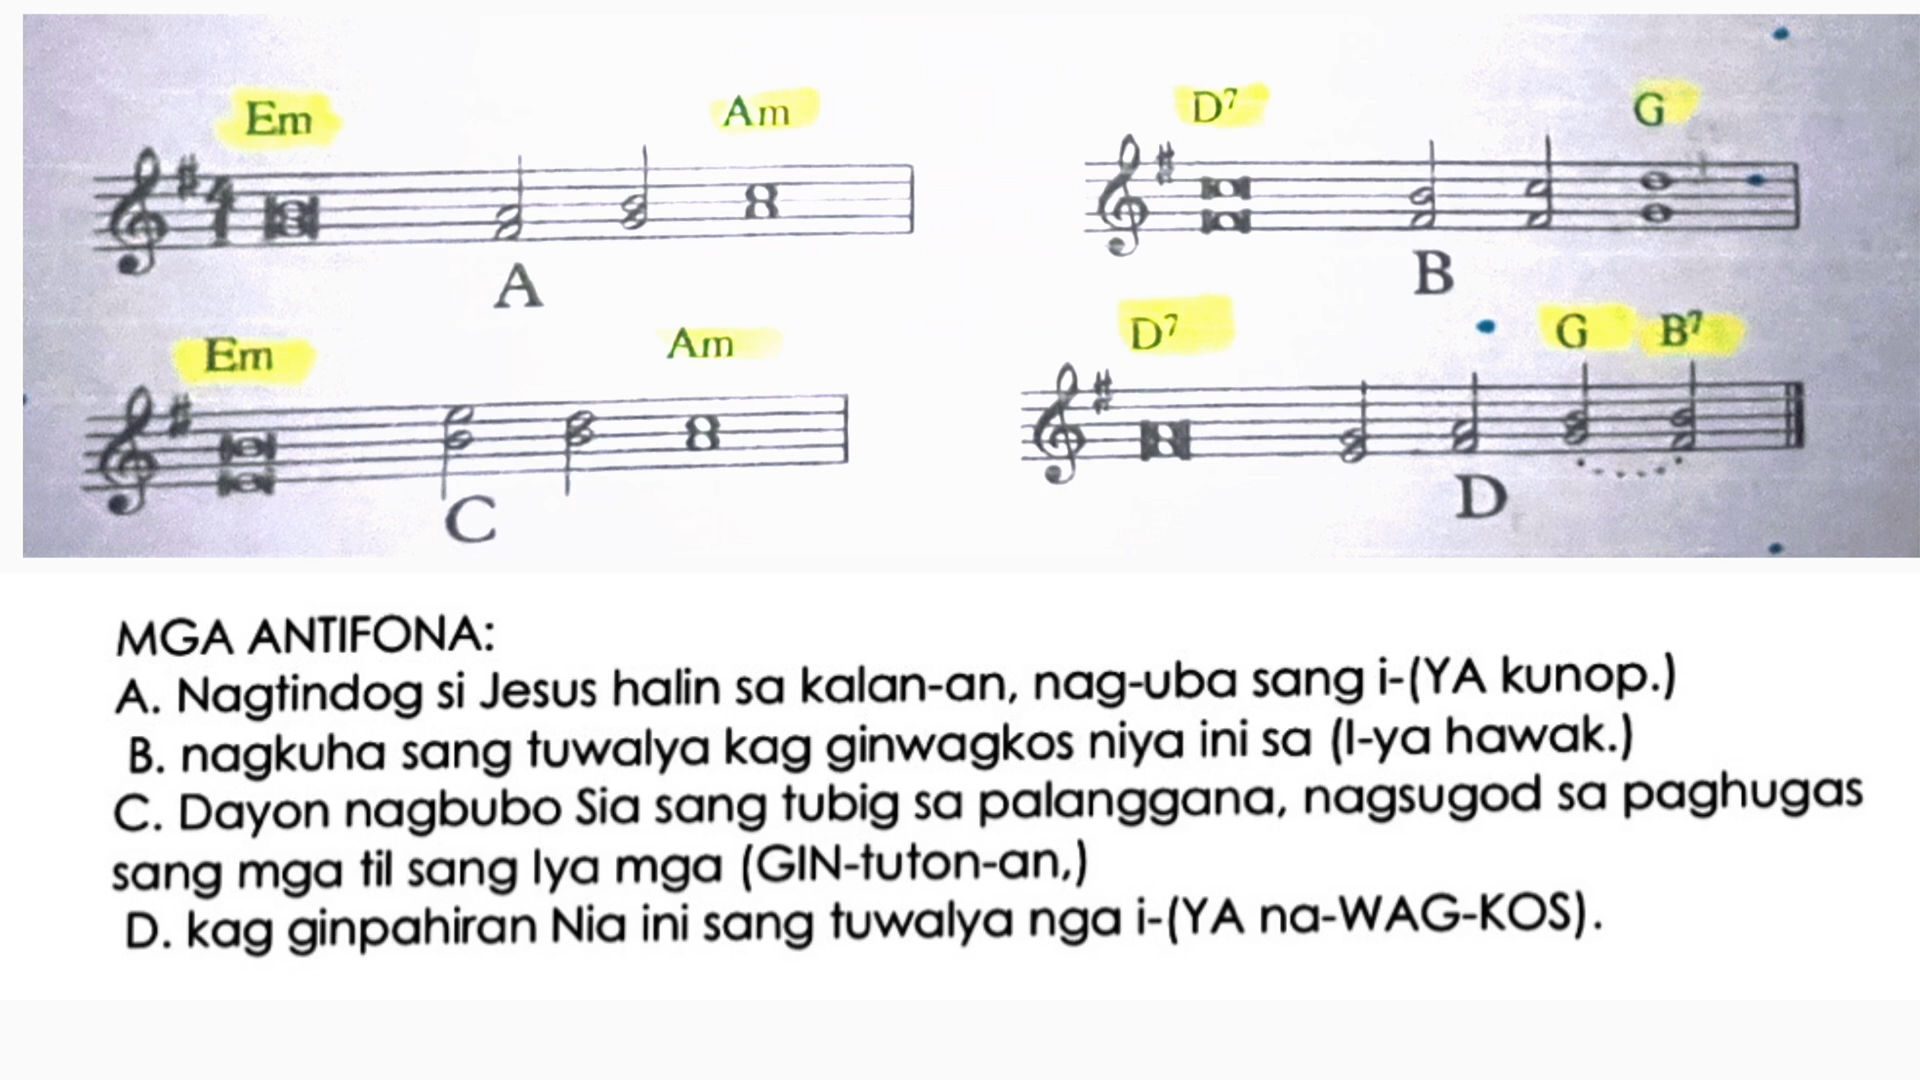 Em Am D⁷ G
A B
Em Am D⁷ G B⁷
C D
MGA ANTIFONA:
A. Nagtindog si Jesus halin sa kalan-an, nag-uba sang i-(YA kunop.)
B. nagkuha sang tuwalya kag ginwagkos niya ini sa (I-ya hawak.)
C. Dayon nagbubo Sia sang tubig sa palanggana, nagsugod sa paghugas
sang mga til sang Iya mga (GIN-tuton-an,)
D. kag ginpahiran Nia ini sang tuwalya nga i-(YA na-WAG-KOS).